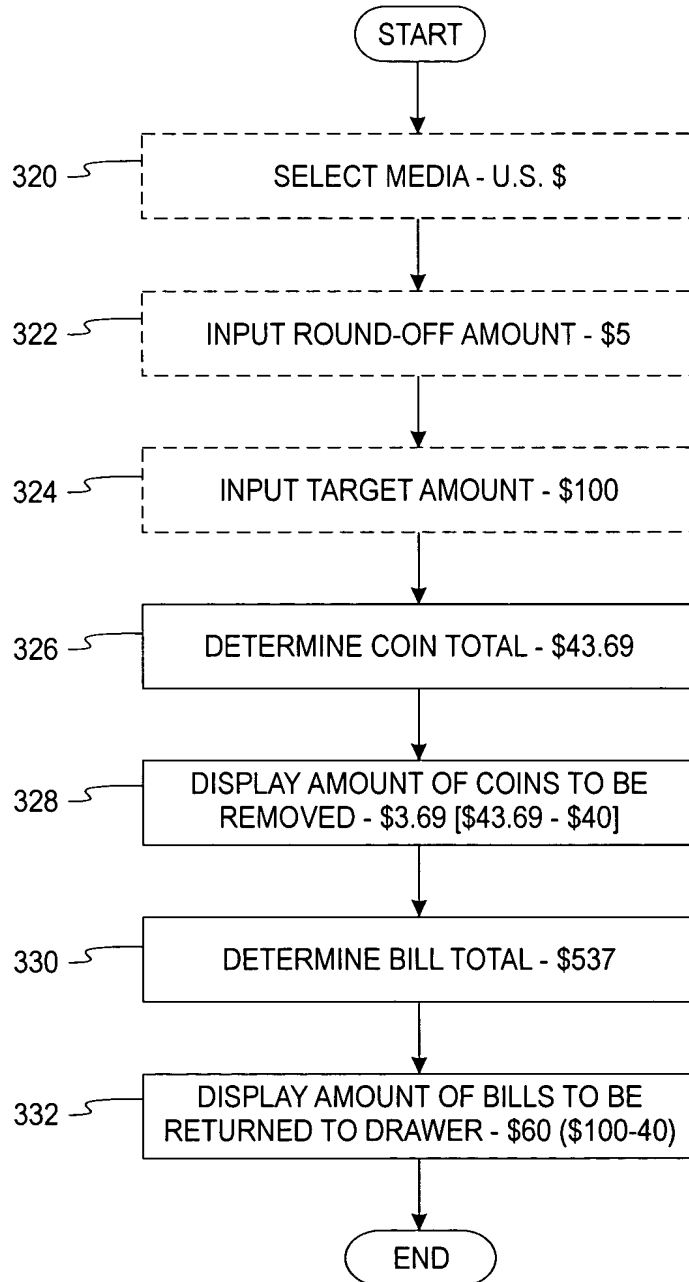 START
320
SELECT MEDIA - U.S. $
322
INPUT ROUND-OFF AMOUNT - $5
324
INPUT TARGET AMOUNT - $100
326
DETERMINE COIN TOTAL - $43.69
328
DISPLAY AMOUNT OF COINS TO BE
REMOVED - $3.69 [$43.69 - $40]
330
DETERMINE BILL TOTAL - $537
332
DISPLAY AMOUNT OF BILLS TO BE
RETURNED TO DRAWER - $60 ($100-40)
END